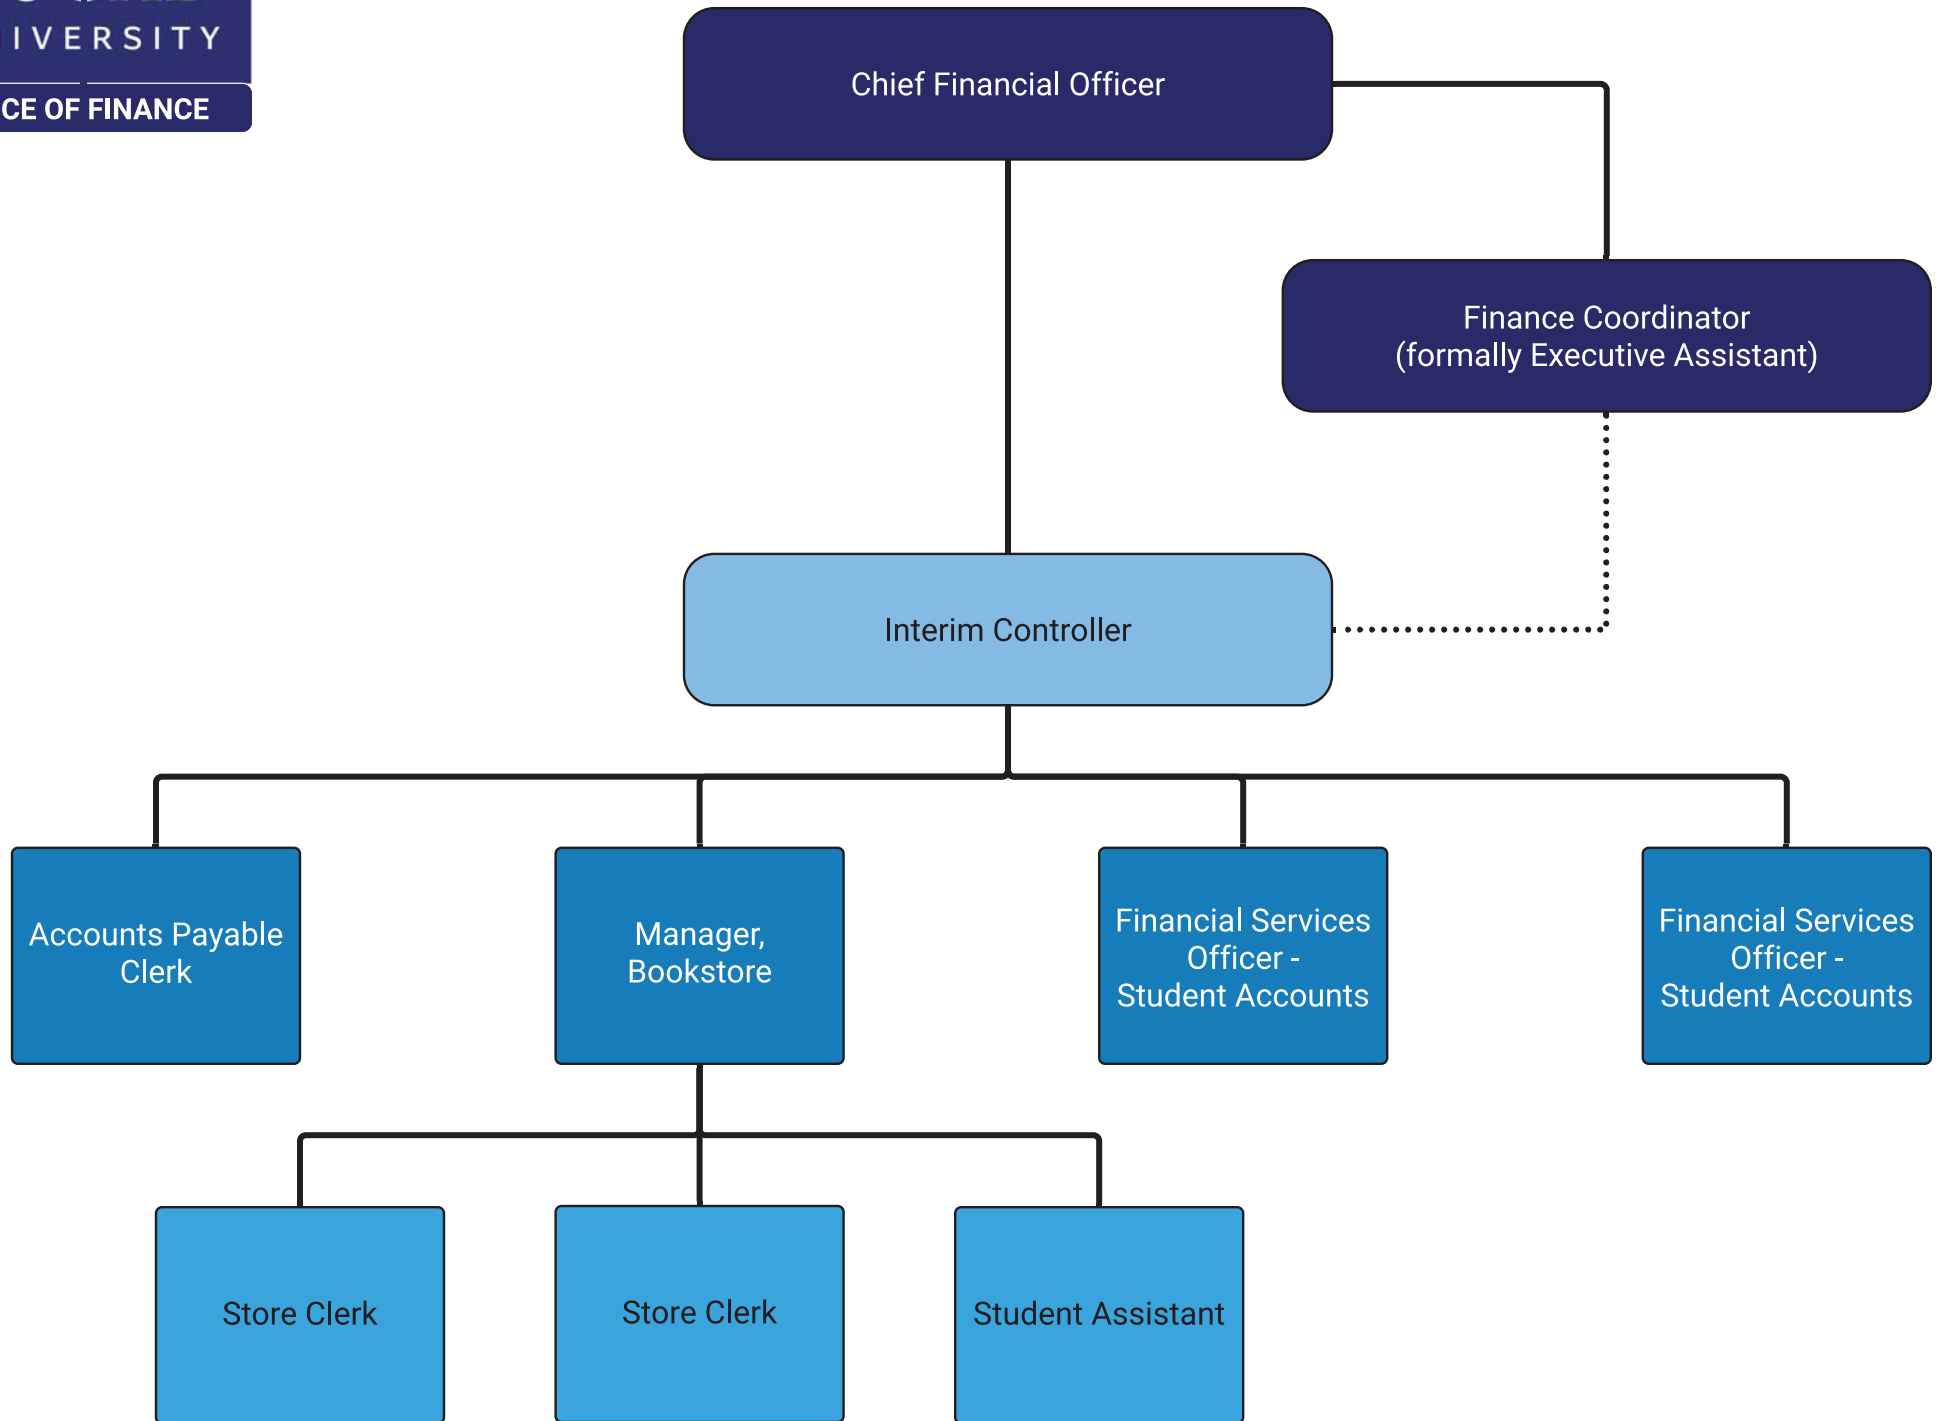 IVERSITY
CE OF FINANCE
Chief Financial Officer
Finance Coordinator
(formally Executive Assistant)
Interim Controller
Accounts Payable
Clerk
Manager,
Bookstore
Financial Services
Officer -
Student Accounts
Financial Services
Officer -
Student Accounts
Store Clerk
Store Clerk
Student Assistant